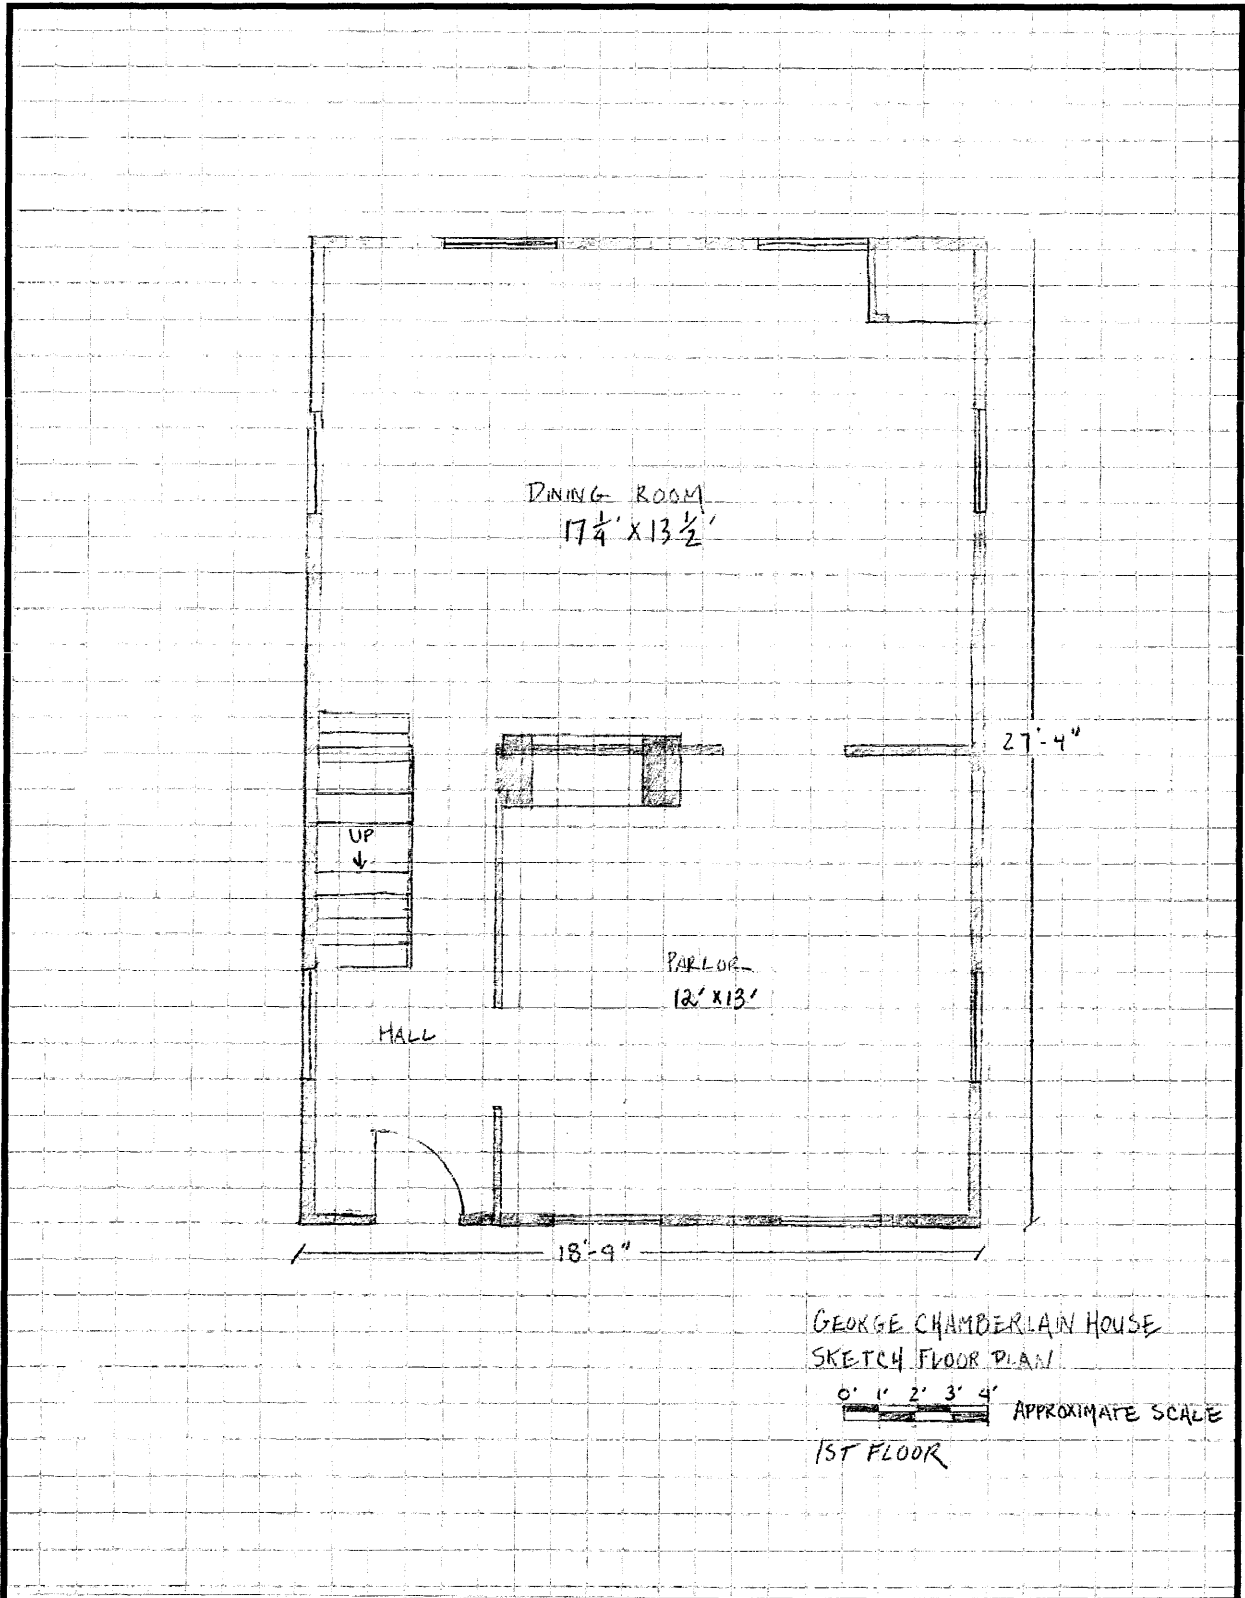 DINING ROOM
17 1/4' X 13 1/2'
27'-4"
UP
PARLOR
12' X 13'
HALL
18'-9"
GEORGE CHAMBERLAIN HOUSE
SKETCH FLOOR PLAN
0' 1' 2' 3' 4'
APPROXIMATE SCALE
1ST FLOOR